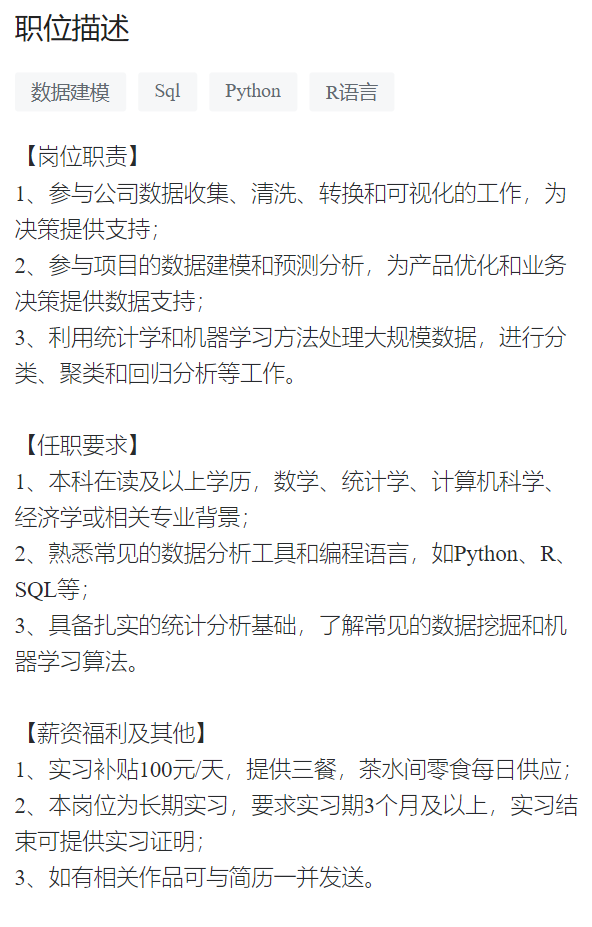 职位描述
数据建模 Sql Python R语言
【岗位职责】
1、参与公司数据收集、清洗、转换和可视化的工作，为
决策提供支持；
2、参与项目的数据建模和预测分析，为产品优化和业务
决策提供数据支持；
3、利用统计学和机器学习方法处理大规模数据，进行分
类、聚类和回归分析等工作。
【任职要求】
1、本科在读及以上学历，数学、统计学、计算机科学、
经济学或相关专业背景；
2、熟悉常见的数据分析工具和编程语言，如Python、R、
SQL等；
3、具备扎实的统计分析基础，了解常见的数据挖掘和机
器学习算法。
【薪资福利及其他】
1、实习补贴100元/天，提供三餐，茶水间零食每日供应；
2、本岗位为长期实习，要求实习期3个月及以上，实习结
束可提供实习证明；
3、如有相关作品可与简历一并发送。